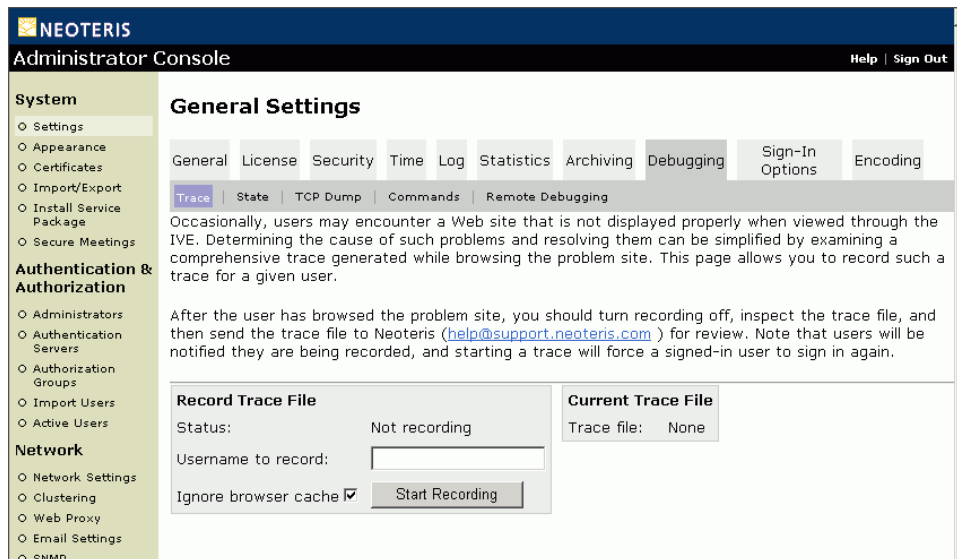 NEOTERIS
Administrator Console
Help | Sign Out
System
Settings
Appearance
Certificates
Import/Export
Install Service
Package
Secure Meetings
Authentication &
Authorization
Administrators
Authentication
Servers
Authorization
Groups
Import Users
Active Users
Network
Network Settings
Clustering
Web Proxy
Email Settings
SNMP
General Settings
General License Security Time Log Statistics Archiving Debugging Sign-In Options Encoding
Trace | State | TCP Dump | Commands | Remote Debugging
Occasionally, users may encounter a Web site that is not displayed properly when viewed through the
IVE. Determining the cause of such problems and resolving them can be simplified by examining a
comprehensive trace generated while browsing the problem site. This page allows you to record such a
trace for a given user.
After the user has browsed the problem site, you should turn recording off, inspect the trace file, and
then send the trace file to Neoteris (help@support.neoteris.com ) for review. Note that users will be
notified they are being recorded, and starting a trace will force a signed-in user to sign in again.
Record Trace File
Status: Not recording
Username to record:
Ignore browser cache Start Recording
Current Trace File
Trace file: None